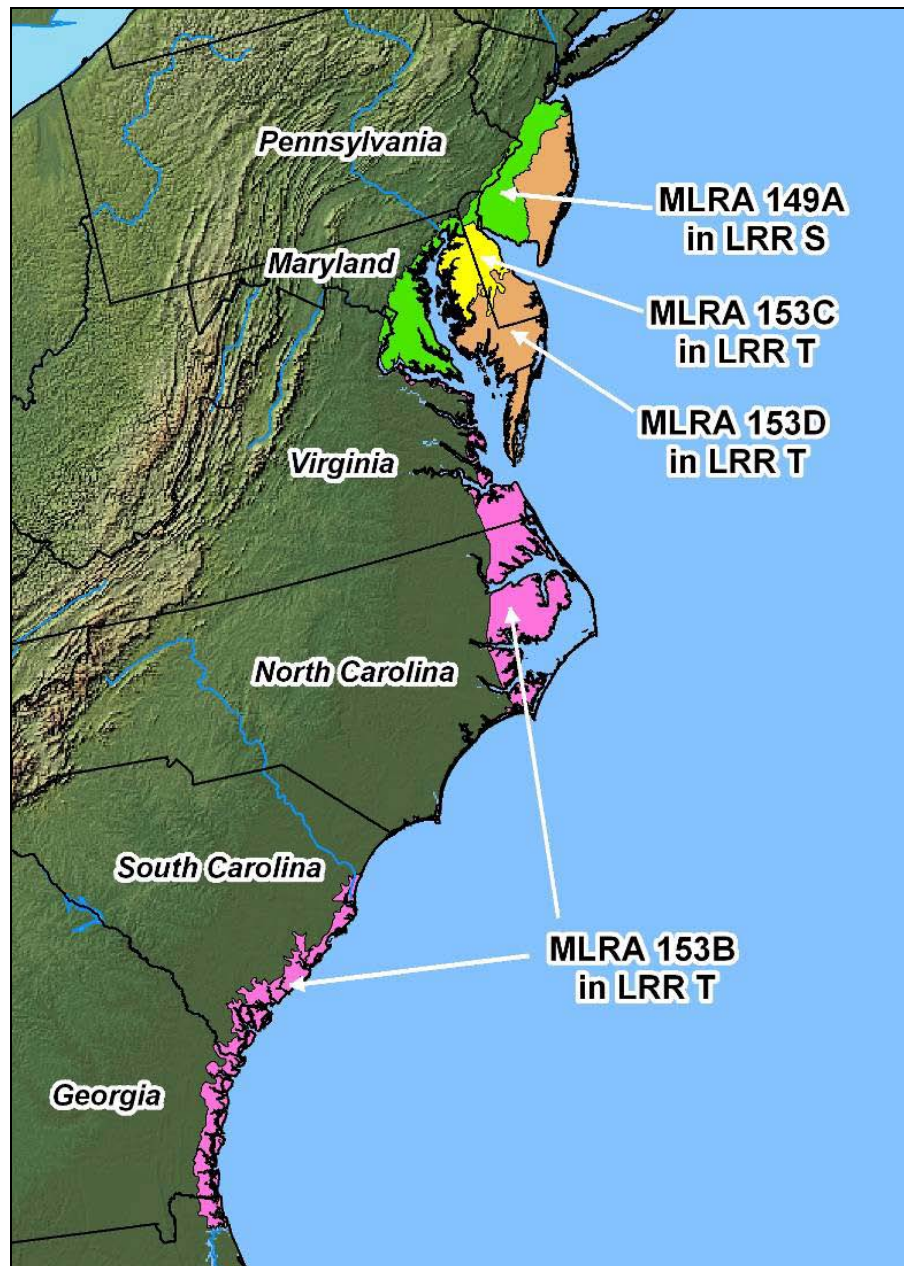 Pennsylvania
MLRA 149A
in LRR S
Maryland
MLRA 153C
in LRR T
MLRA 153D
in LRR T
Virginia
North Carolina
South Carolina
MLRA 153B
in LRR T
Georgia